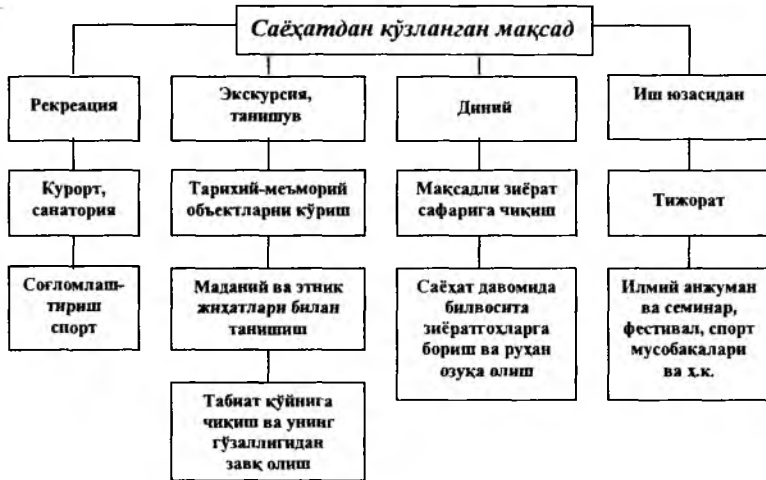 Саёҳатдан кўзланган мақсад
Рекреация
Курорт,
санатория
Соғломлаш-
тириш
спорт
Экскурсия,
танишув
Тарихий-меъморий
объектларни кўриш
Маданий ва этник
жиҳатлари билан
танишиш
Табиат қўйнига
чиқиш ва унинг
гўзаллигидан
завқ олиш
Диний
Мақсадли зиёрат
сафарига чиқиш
Саёҳат давомида
билвосита
зиёратгоҳларга
бориш ва руҳан
озуқа олиш
Иш юзасидан
Тижорат
Илмий анжуман
ва семинар,
фестивал, спорт
мусобақалари
ва ҳ.к.